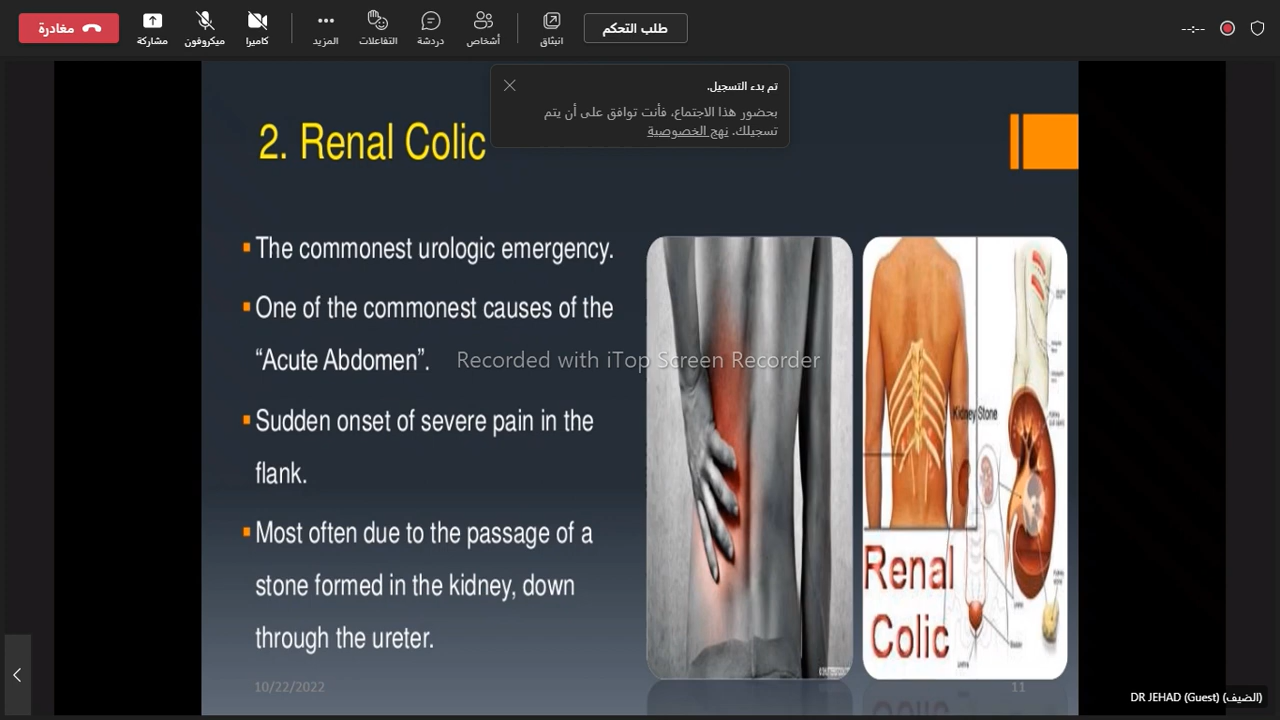 مغادرة
مشاركة
ميكروفون
كاميرا
المزيد
التفاعلات
دردشة
أشخاص
انبثاق
طلب التحكم
--:--
تم بدء التسجيل.
بحضور هذا الاجتماع، فأنت توافق على أن يتم
تسجيلك. نهج الخصوصية
2. Renal Colic
The commonest urologic emergency.
One of the commonest causes of the
“Acute Abdomen”.
Recorded with iTop Screen Recorder
Sudden onset of severe pain in the
flank.
Most often due to the passage of a
stone formed in the kidney, down
through the ureter.
Kidney Stone
Renal
Colic
10/22/2022
11
DR JEHAD (Guest) (الضيف)